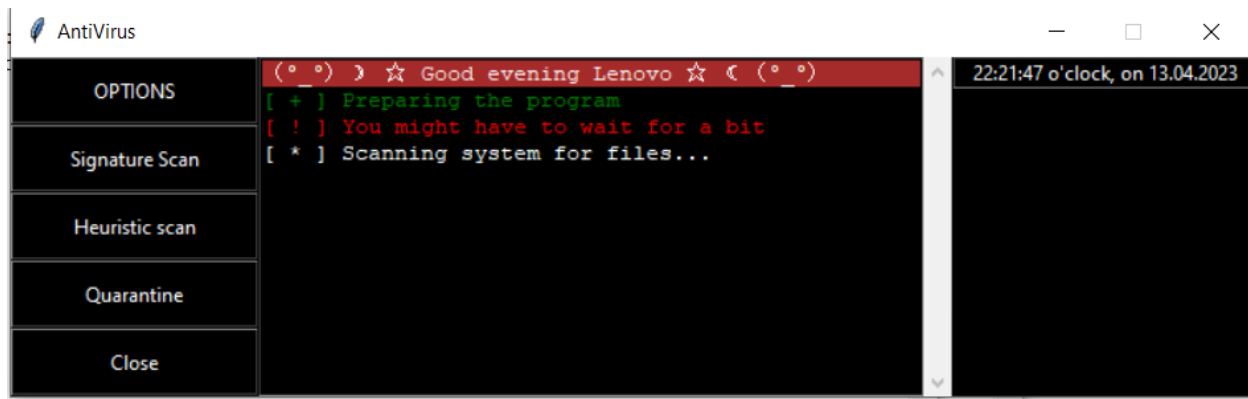 AntiVirus
OPTIONS
Signature Scan
Heuristic scan
Quarantine
Close
(°_°) ☽ ☆ Good evening Lenovo ☆ ☾ (°_°)
[ + ] Preparing the program
[ ! ] You might have to wait for a bit
[ * ] Scanning system for files...
22:21:47 o'clock, on 13.04.2023